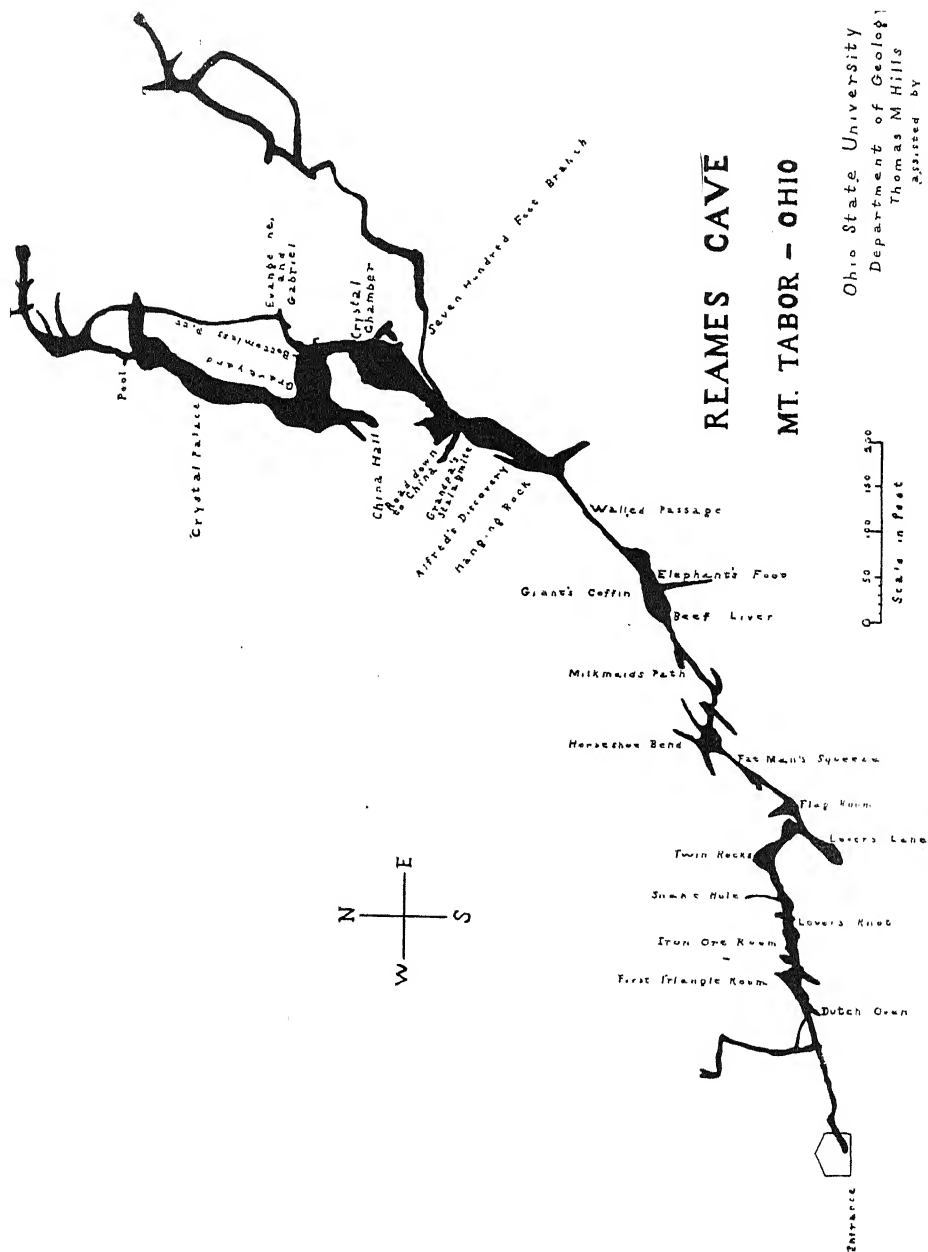 REAMES CAVE
MT. TABOR – OHIO
Ohio State University
Department of Geolog
Thomas M Hills
assisted by
Seven Hundred Foot Branch
Evangeline,
and
Gabriel
Crystal
Chamber
Bottomless Pits
Graveyard
Pool
Crystal Palace
China Hall
Road down
to China
Grandpa's
Stalagmite
Alfred's Discovery
Hanging Rock
Walled Passage
Elephant's Foot
Giant's Coffin
Beef Liver
Milkmaids Path
Horseshoe Bend
Fat Man's Squeeze
Flag Room
Lovers Lane
Twin Rocks
Snake Hole
Lovers Knot
Iron Ore Room
First Triangle Room
Dutch Oven
Entrance
N
E
S
W
0 50 100 150 200
Scale in Feet